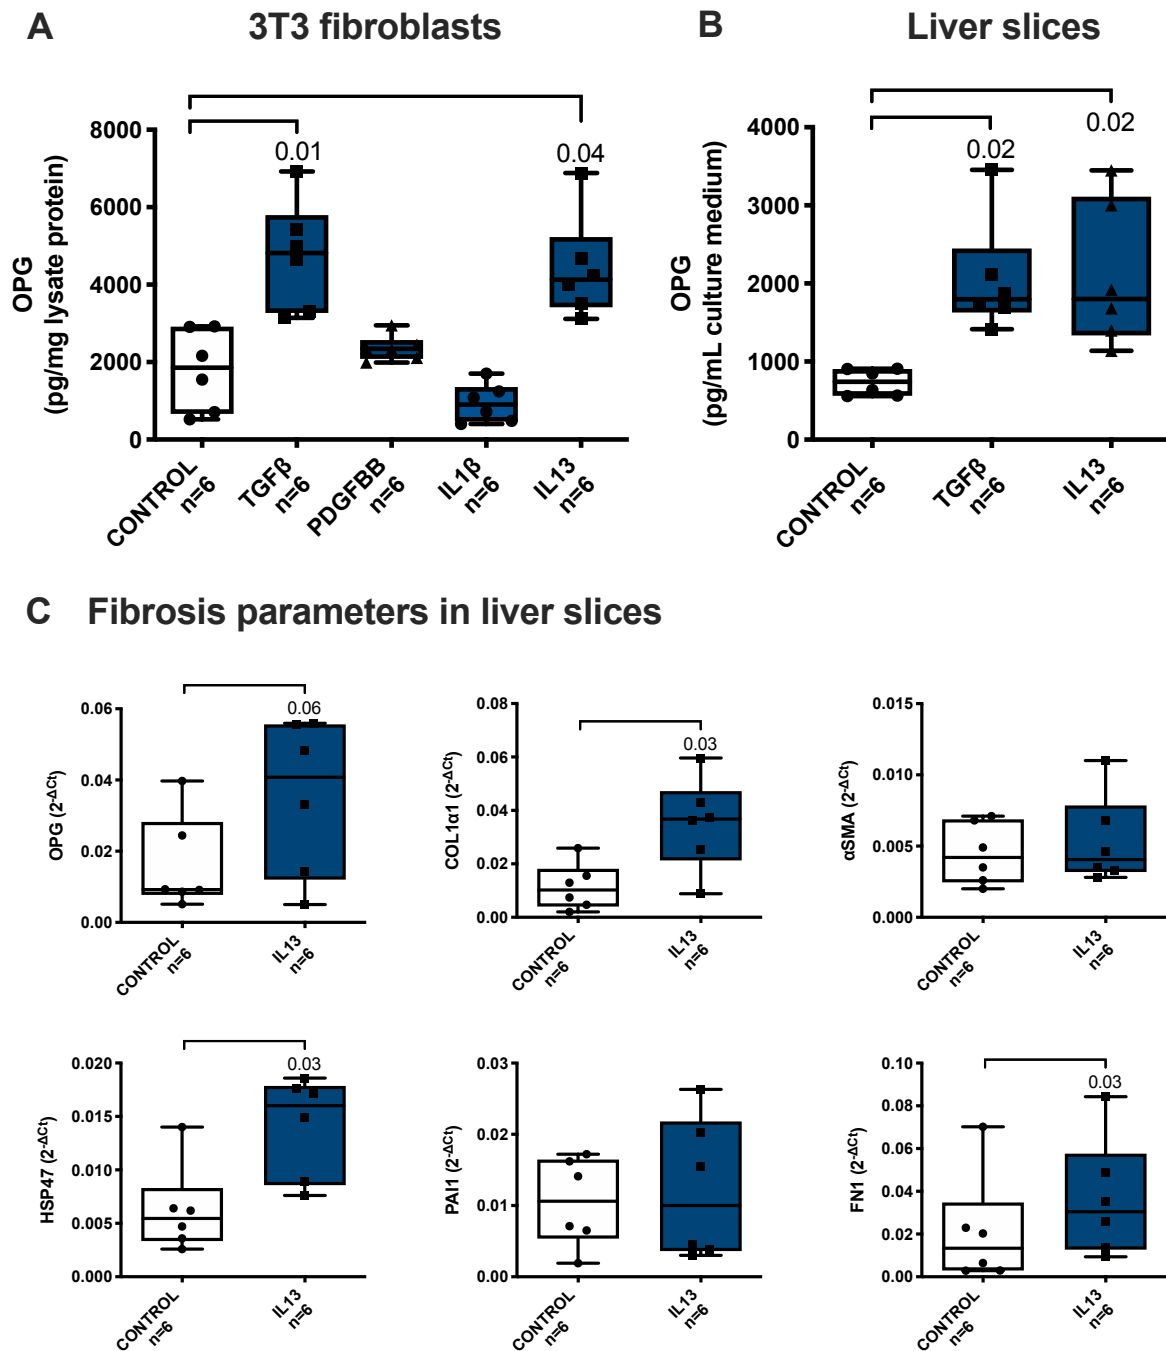 A 3T3 fibroblasts
B Liver slices
OPG
(pg/mg lysate protein)
8000
6000
4000
2000
0
0.01
0.04
CONTROL
n=6
TGFβ
n=6
PDGFBB
n=6
IL1β
n=6
IL13
n=6
OPG
(pg/mL culture medium)
4000
3000
2000
1000
0
0.02
0.02
CONTROL
n=6
TGFβ
n=6
IL13
n=6
C Fibrosis parameters in liver slices
OPG (2^-ΔCt)
0.06
0.04
0.02
0.00
0.06
CONTROL
n=6
IL13
n=6
COL1α1 (2^-ΔCt)
0.08
0.06
0.04
0.02
0.00
0.03
CONTROL
n=6
IL13
n=6
αSMA (2^-ΔCt)
0.015
0.010
0.005
0.000
CONTROL
n=6
IL13
n=6
HSP47 (2^-ΔCt)
0.020
0.015
0.010
0.005
0.000
0.03
CONTROL
n=6
IL13
n=6
PAI1 (2^-ΔCt)
0.03
0.02
0.01
0.00
CONTROL
n=6
IL13
n=6
FN1 (2^-ΔCt)
0.10
0.08
0.06
0.04
0.02
0.00
0.03
CONTROL
n=6
IL13
n=6